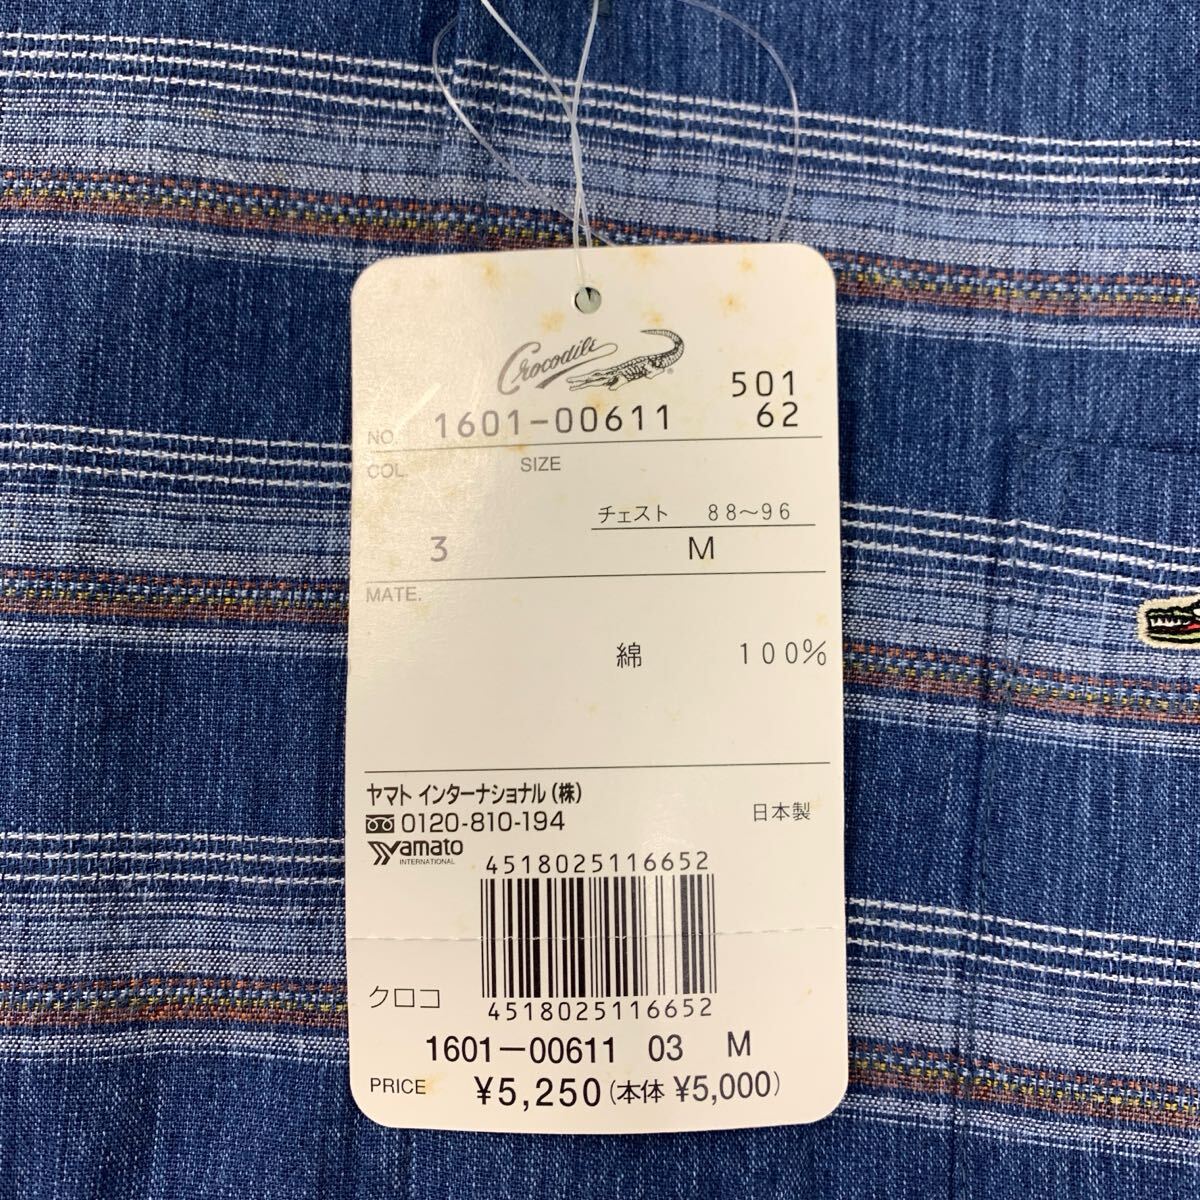 Crocodile ®
501
NO. 1601-00611 62
COL. SIZE
チェスト 88〜96
3 M
MATE.
綿 100%
ヤマト インターナショナル(株)
0120-810-194
日本製
Yamato
INTERNATIONAL
4518025116652
クロコ
4518025116652
1601-00611 03 M
PRICE ¥5,250(本体 ¥5,000)